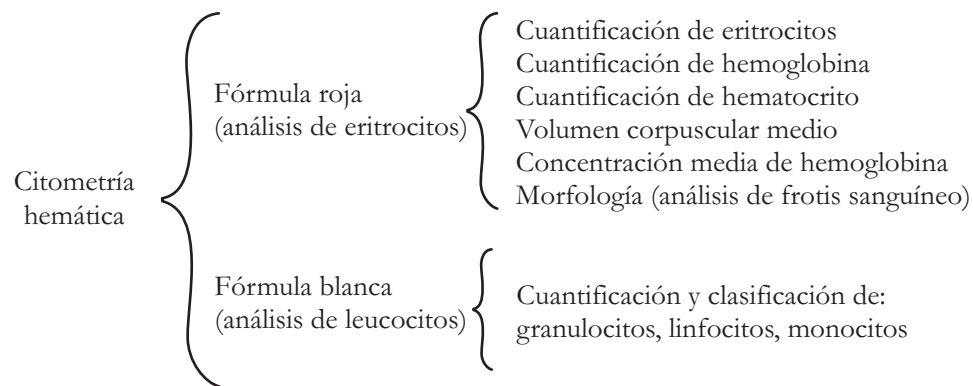 Citometría
hemática
Fórmula roja
(análisis de eritrocitos)
Cuantificación de eritrocitos
Cuantificación de hemoglobina
Cuantificación de hematocrito
Volumen corpuscular medio
Concentración media de hemoglobina
Morfología (análisis de frotis sanguíneo)
Fórmula blanca
(análisis de leucocitos)
Cuantificación y clasificación de:
granulocitos, linfocitos, monocitos